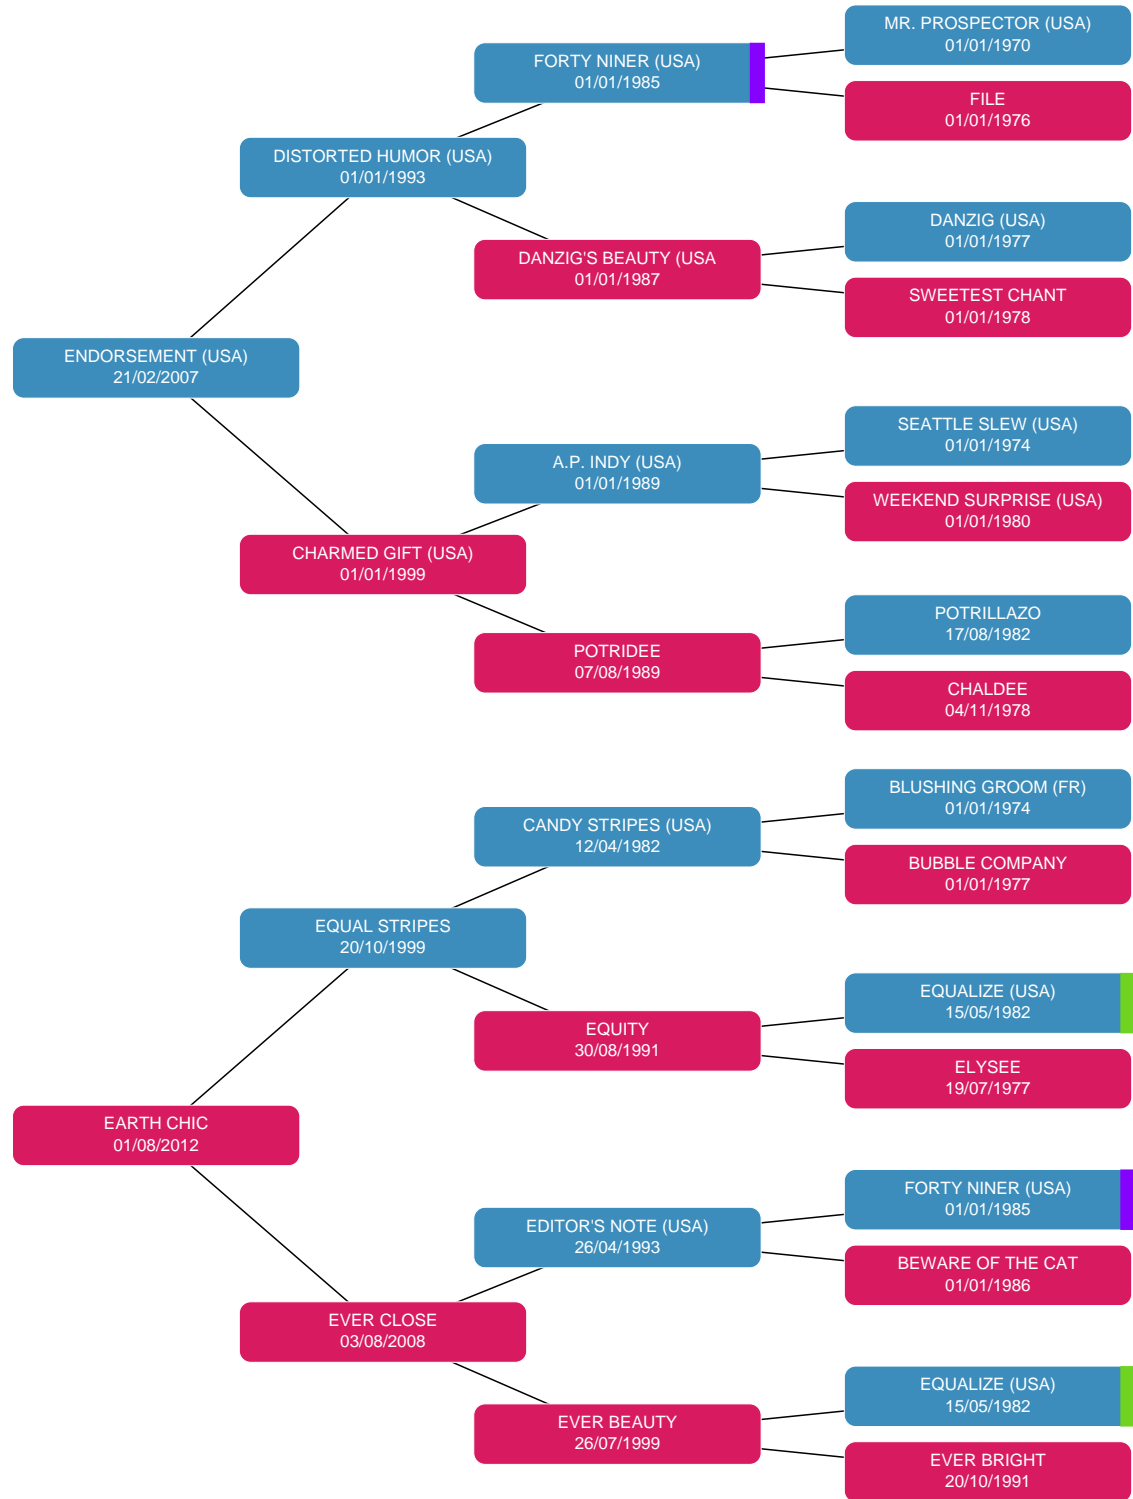 MR. PROSPECTOR (USA)
01/01/1970
FORTY NINER (USA)
01/01/1985
FILE
01/01/1976
DISTORTED HUMOR (USA)
01/01/1993
DANZIG (USA)
01/01/1977
DANZIG'S BEAUTY (USA
01/01/1987
SWEETEST CHANT
01/01/1978
ENDORSEMENT (USA)
21/02/2007
SEATTLE SLEW (USA)
01/01/1974
A.P. INDY (USA)
01/01/1989
WEEKEND SURPRISE (USA)
01/01/1980
CHARMED GIFT (USA)
01/01/1999
POTRILLAZO
17/08/1982
POTRIDEE
07/08/1989
CHALDEE
04/11/1978
BLUSHING GROOM (FR)
01/01/1974
CANDY STRIPES (USA)
12/04/1982
BUBBLE COMPANY
01/01/1977
EQUAL STRIPES
20/10/1999
EQUALIZE (USA)
15/05/1982
EQUITY
30/08/1991
ELYSEE
19/07/1977
EARTH CHIC
01/08/2012
FORTY NINER (USA)
01/01/1985
EDITOR'S NOTE (USA)
26/04/1993
BEWARE OF THE CAT
01/01/1986
EVER CLOSE
03/08/2008
EQUALIZE (USA)
15/05/1982
EVER BEAUTY
26/07/1999
EVER BRIGHT
20/10/1991